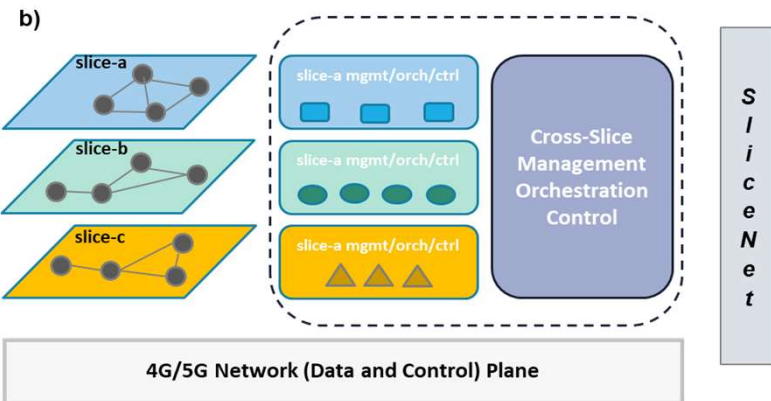 b)
slice-a
slice-a mgmt/orch/ctrl
slice-b
slice-a mgmt/orch/ctrl
slice-c
slice-a mgmt/orch/ctrl
Cross-Slice
Management
Orchestration
Control
SliceNet
4G/5G Network (Data and Control) Plane